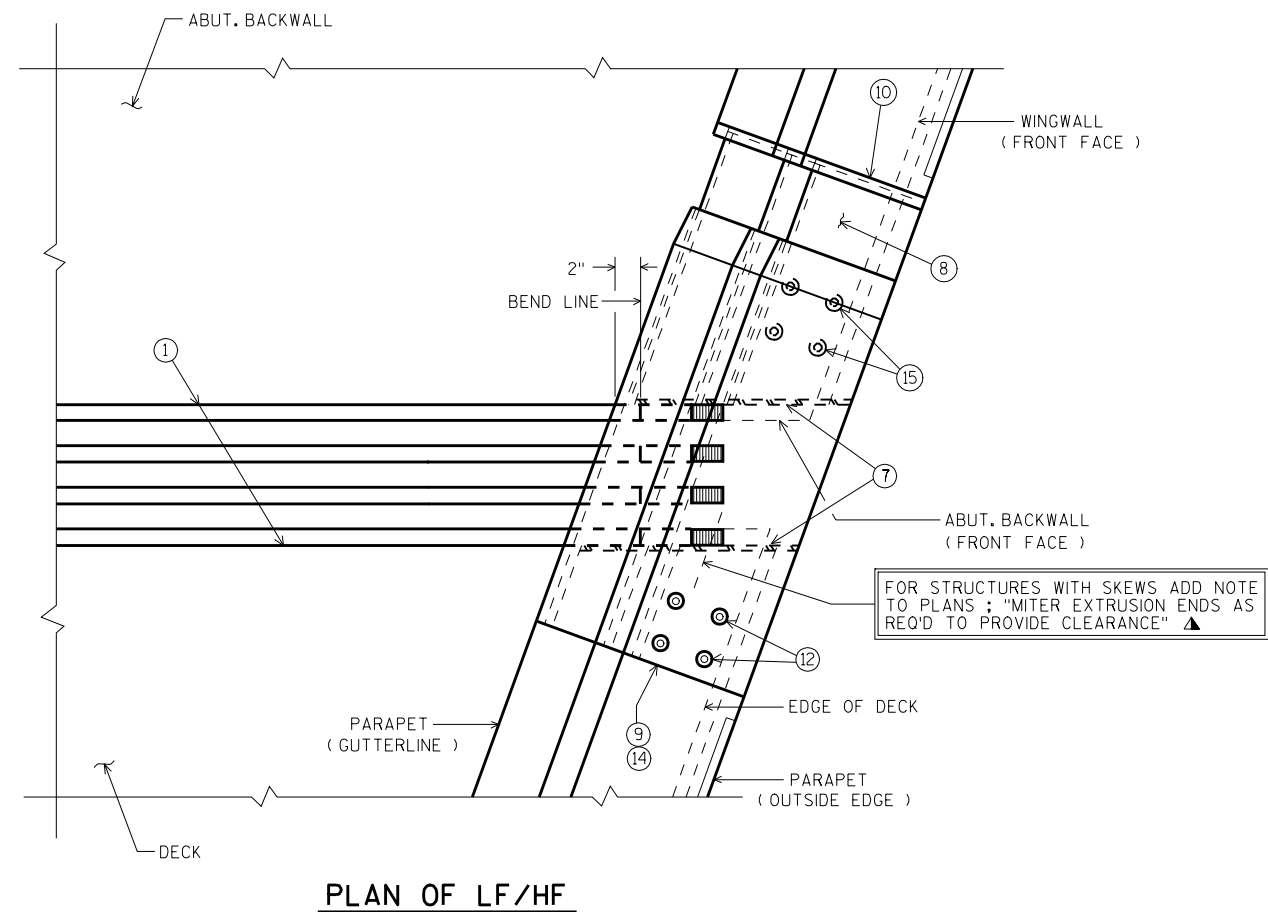 ABUT. BACKWALL
10
WINGWALL
( FRONT FACE )
8
2"
BEND LINE
1
15
7
ABUT. BACKWALL
( FRONT FACE )
FOR STRUCTURES WITH SKEWS ADD NOTE
TO PLANS ; "MITER EXTRUSION ENDS AS
REQ'D TO PROVIDE CLEARANCE"
12
EDGE OF DECK
PARAPET
( GUTTERLINE )
9
14
PARAPET
( OUTSIDE EDGE )
DECK
PLAN OF LF/HF